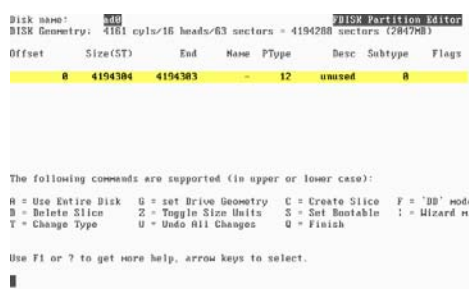 Disk name: ad0 FDISK Partition Editor
DISK Geometry: 4161 cyls/16 heads/63 sectors = 4194288 sectors (2047MB)
Offset Size(ST) End Name PType Desc Subtype Flags
0 4194304 4194303 - 12 unused 0
The following commands are supported (in upper or lower case):
A = Use Entire Disk G = set Drive Geometry C = Create Slice F = `DD' mode
D = Delete Slice Z = Toggle Size Units S = Set Bootable | = Wizard m
T = Change Type U = Undo All Changes Q = Finish
Use F1 or ? to get more help, arrow keys to select.